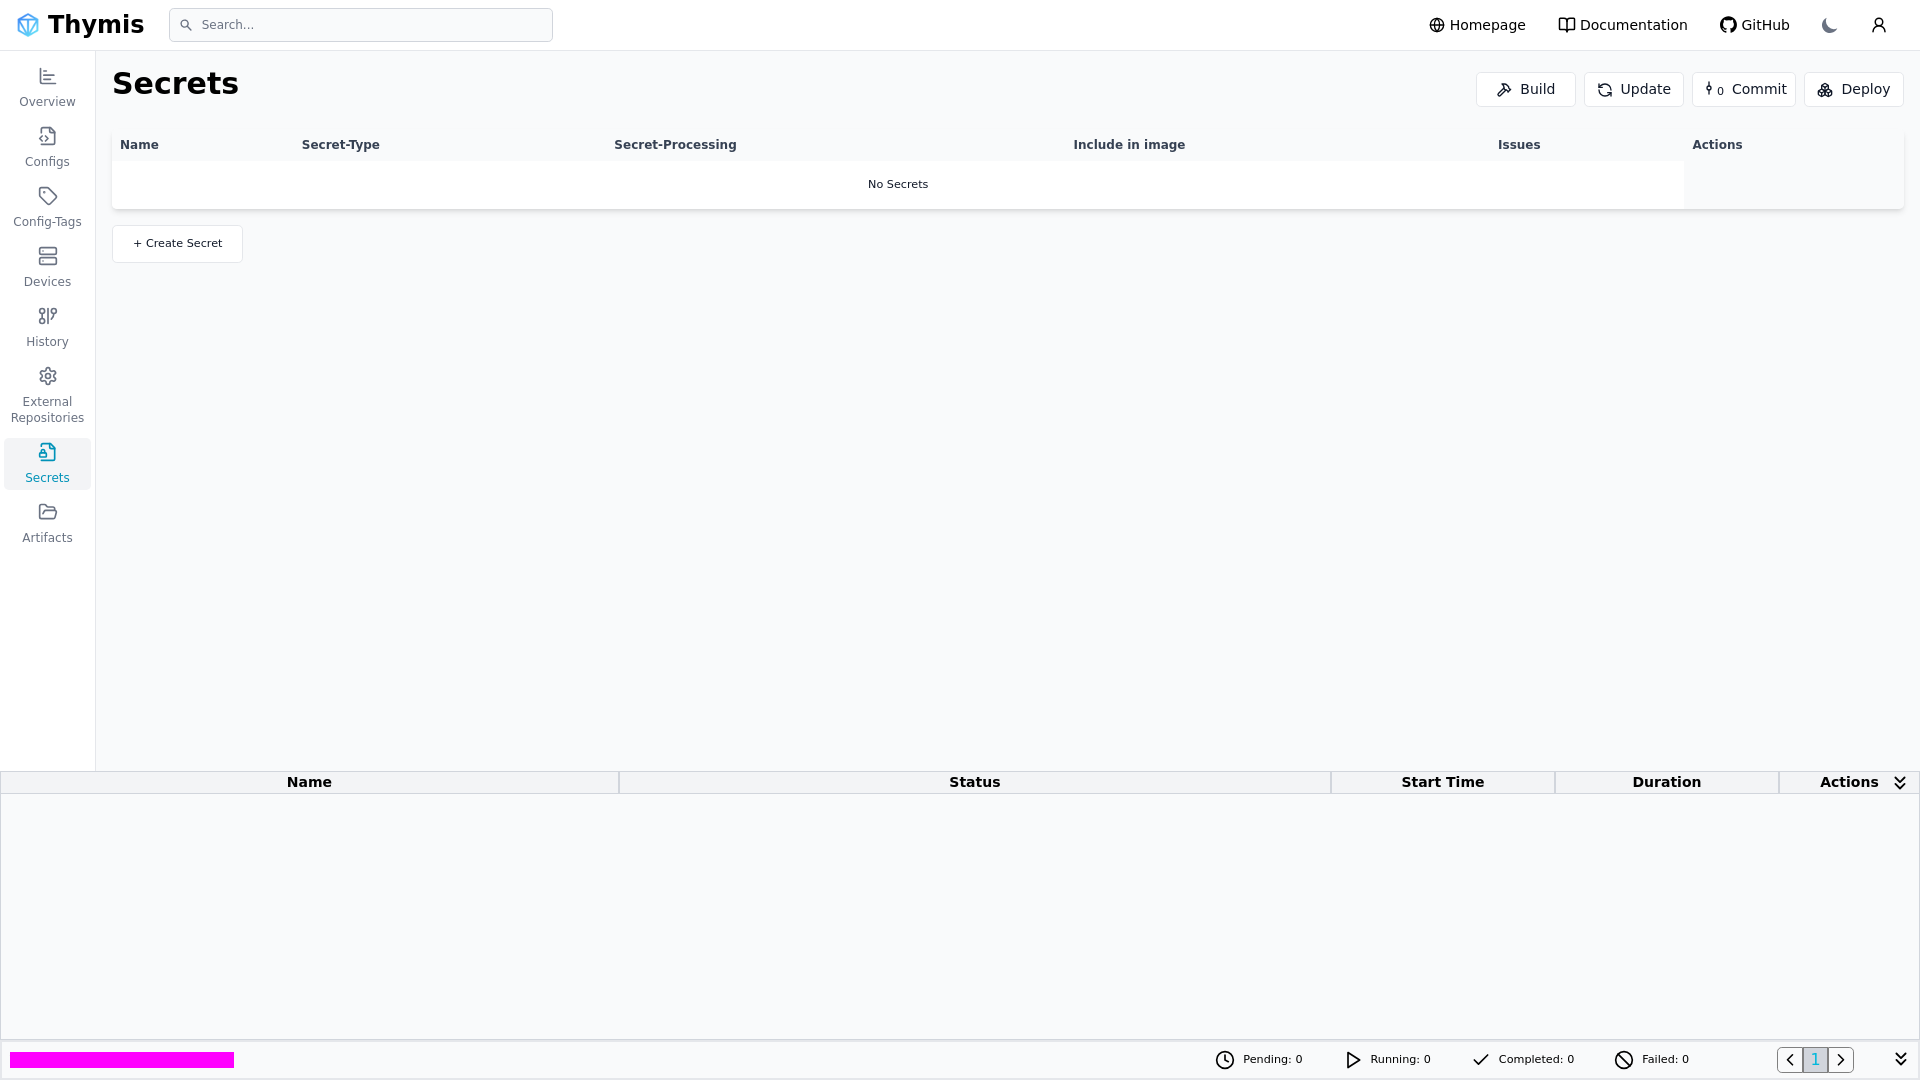 Thymis
Search...
Homepage
Documentation
GitHub
Overview
Configs
Config-Tags
Devices
History
External
Repositories
Secrets
Artifacts
Secrets
Build
Update
0 Commit
Deploy
Name Secret-Type Secret-Processing Include in image Issues Actions
No Secrets
+ Create Secret
Name Status Start Time Duration Actions
Pending: 0
Running: 0
Completed: 0
Failed: 0
1